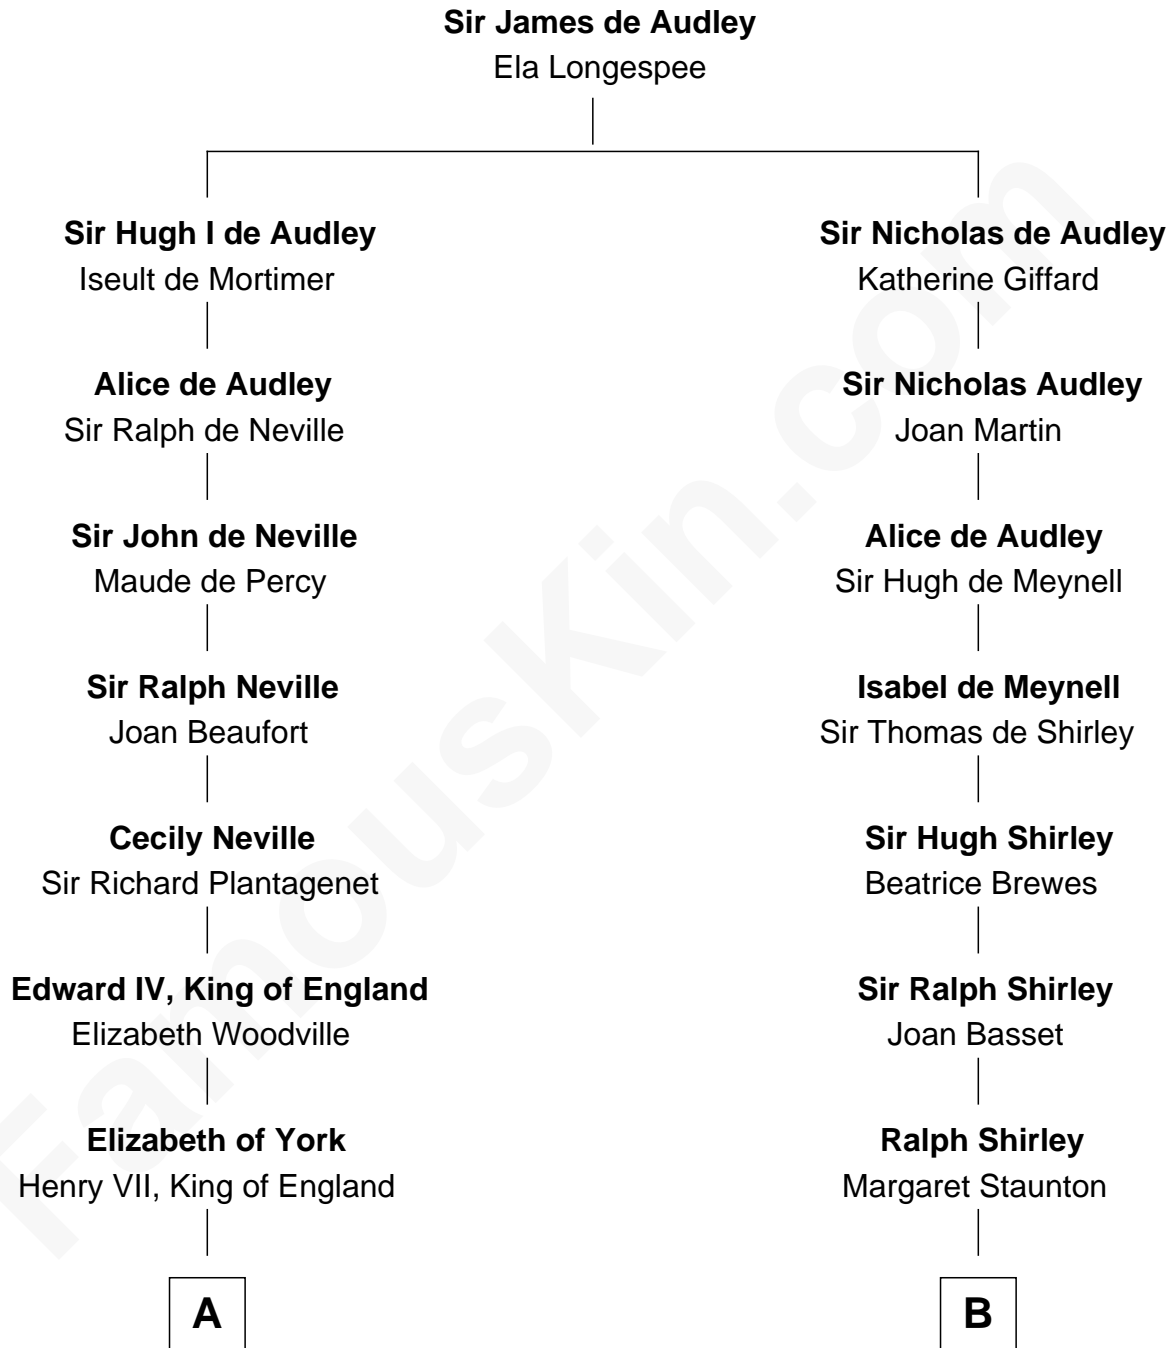 Sir James de Audley
Ela Longespee
Sir Hugh I de Audley
Iseult de Mortimer
Sir Nicholas de Audley
Katherine Giffard
Alice de Audley
Sir Ralph de Neville
Sir Nicholas Audley
Joan Martin
Sir John de Neville
Maude de Percy
Alice de Audley
Sir Hugh de Meynell
Sir Ralph Neville
Joan Beaufort
Isabel de Meynell
Sir Thomas de Shirley
Cecily Neville
Sir Richard Plantagenet
Sir Hugh Shirley
Beatrice Brewes
Edward IV, King of England
Elizabeth Woodville
Sir Ralph Shirley
Joan Basset
Elizabeth of York
Henry VII, King of England
Ralph Shirley
Margaret Staunton
A
B
FamousKin.com